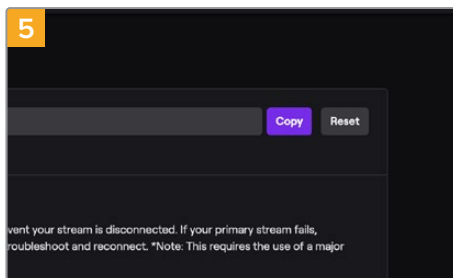 5
Copy Reset
vent your stream is disconnected. If your primary stream fails,
roubleshoot and reconnect. *Note: This requires the use of a major